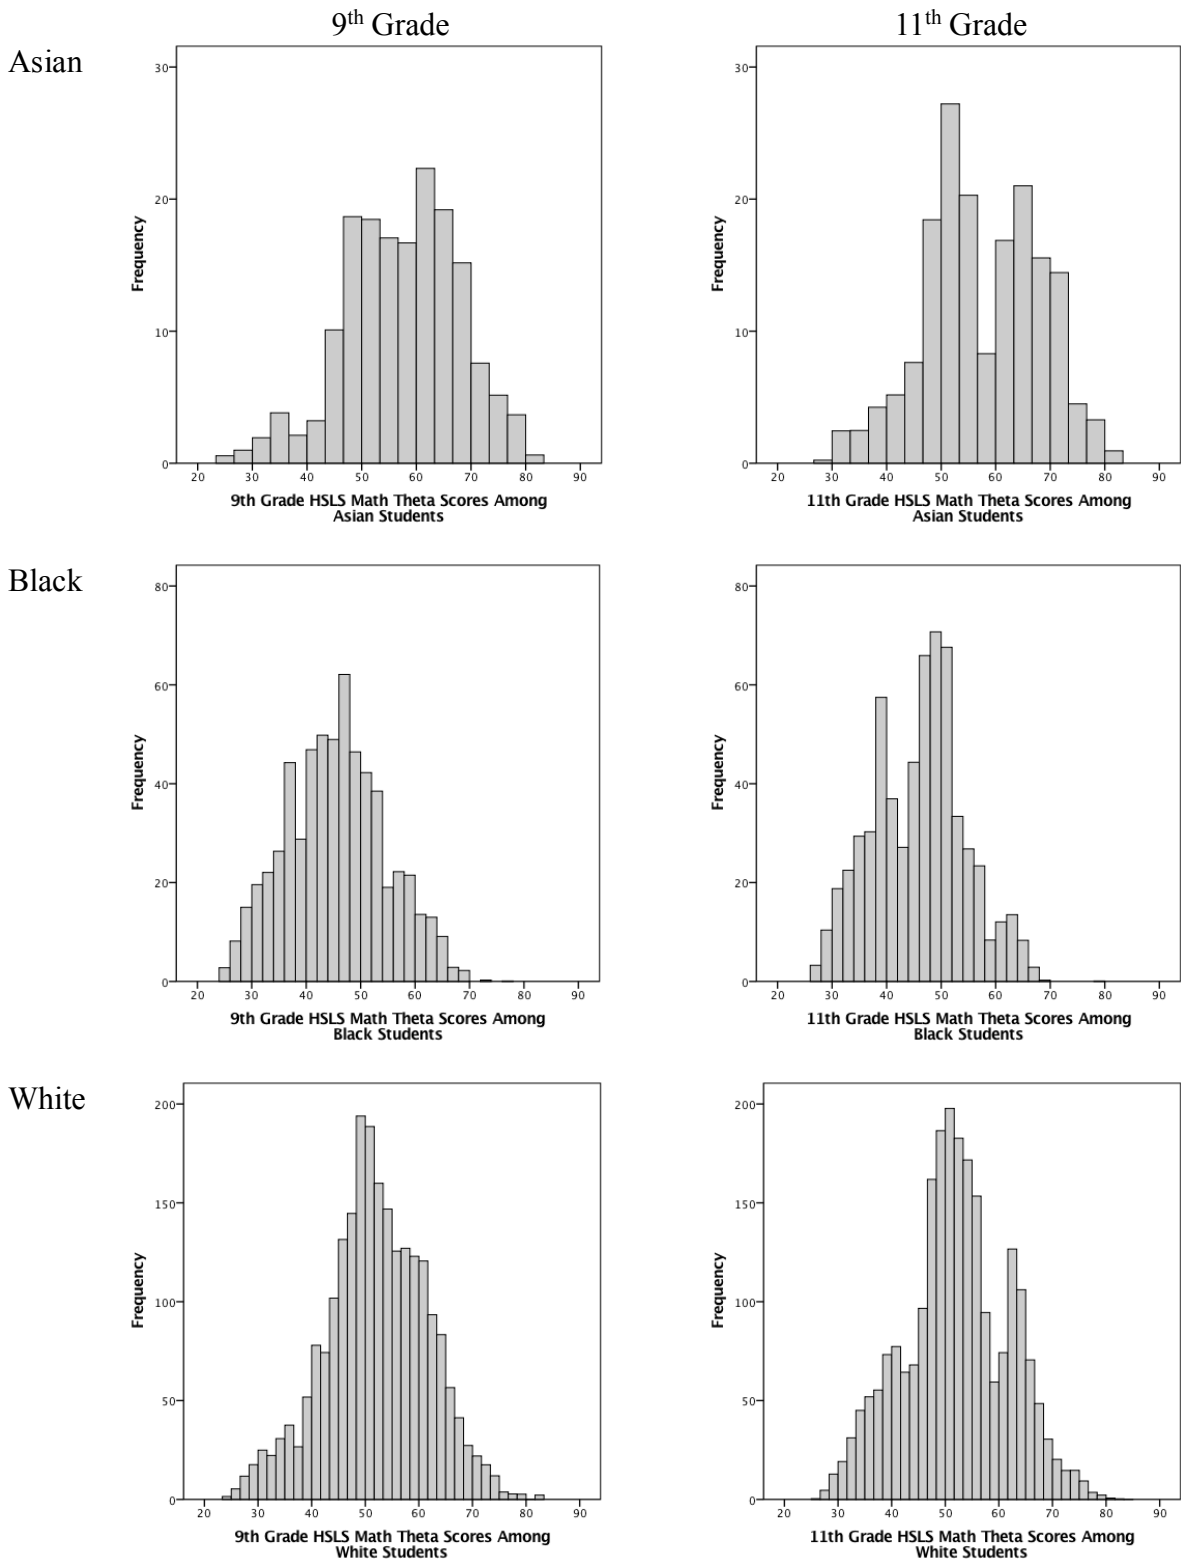 9th Grade
11th Grade
Asian
30
20
10
0
Frequency
20 30 40 50 60 70 80 90
9th Grade HSLS Math Theta Scores Among
Asian Students
30
20
10
0
Frequency
20 30 40 50 60 70 80 90
11th Grade HSLS Math Theta Scores Among
Asian Students
Black
80
60
40
20
0
Frequency
20 30 40 50 60 70 80 90
9th Grade HSLS Math Theta Scores Among
Black Students
80
60
40
20
0
Frequency
20 30 40 50 60 70 80 90
11th Grade HSLS Math Theta Scores Among
Black Students
White
200
150
100
50
0
Frequency
20 30 40 50 60 70 80 90
9th Grade HSLS Math Theta Scores Among
White Students
200
150
100
50
0
Frequency
20 30 40 50 60 70 80 90
11th Grade HSLS Math Theta Scores Among
White Students